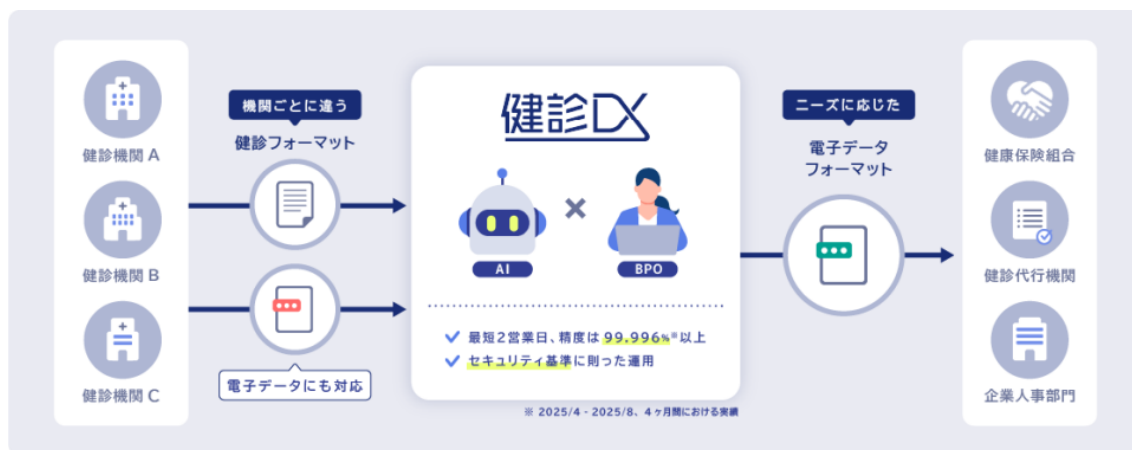 健診機関 A
健診機関 B
健診機関 C
機関ごとに違う
健診フォーマット
電子データにも対応
健診DX
AI
×
BPO
最短2営業日、精度は 99.996%※以上
セキュリティ基準に則った運用
※ 2025/4 - 2025/8、4ヶ月間における実績
ニーズに応じた
電子データ
フォーマット
健康保険組合
健診代行機関
企業人事部門